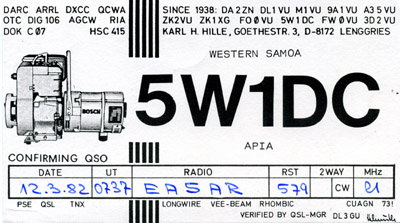 DARC ARRL DXCC QCWA
OTC DIG106 AGCW RIA
DOK C07 HSC 415
SINCE 1938: DA2ZN DL1VU M1VU 9A1VU A35VU
ZK2VU ZK1XG FO0VU 5W1DC FW0VU 3D2VU
KARL H. HILLE, GOETHESTR. 3, D-8172 LENGGRIES
WESTERN SAMOA
5W1DC
BOSCH
APIA
CONFIRMING QSO
DATE UT RADIO RST 2WAY MHz
12.3.82 0737 EA5AR 579 CW 21
PSE QSL TNX LONGWIRE VEE-BEAM RHOMBIC CUAGN 73!
VERIFIED BY QSL-MGR DL3GU